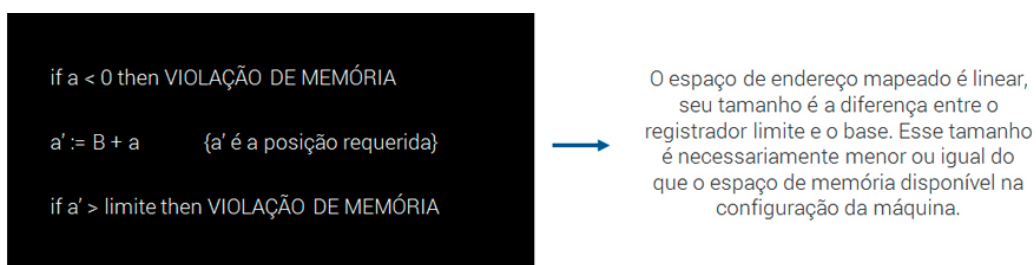 if a < 0 then VIOLAÇÃO DE MEMÓRIA
a’ := B + a {a’ é a posição requerida}
if a’ > limite then VIOLAÇÃO DE MEMÓRIA
O espaço de endereço mapeado é linear,
seu tamanho é a diferença entre o
registrador limite e o base. Esse tamanho
é necessariamente menor ou igual do
que o espaço de memória disponível na
configuração da máquina.